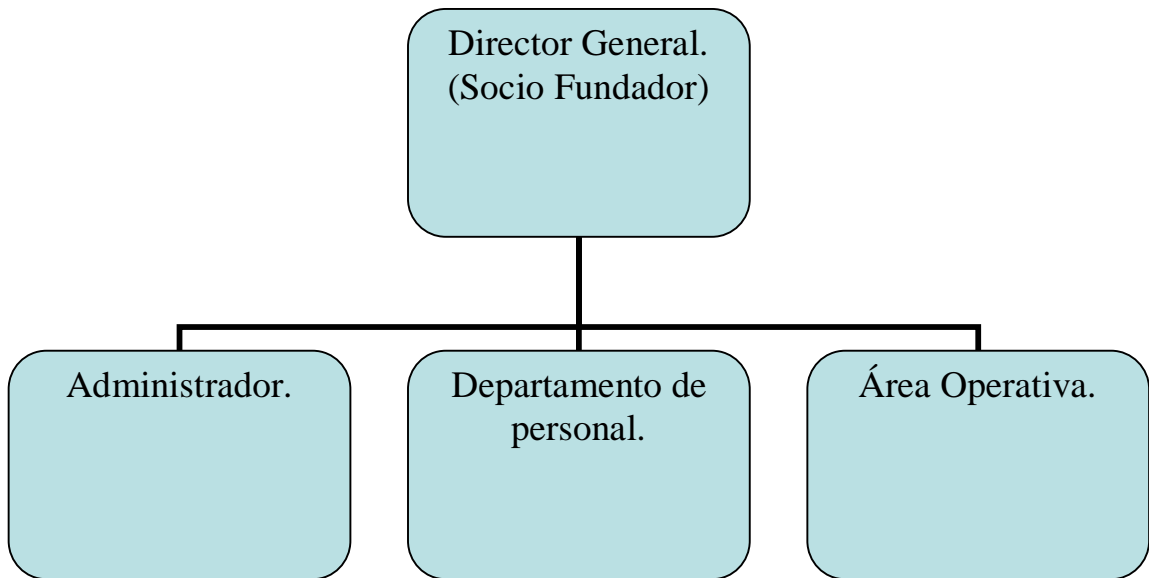 Director General.
(Socio Fundador)
Administrador.
Departamento de
personal.
Área Operativa.